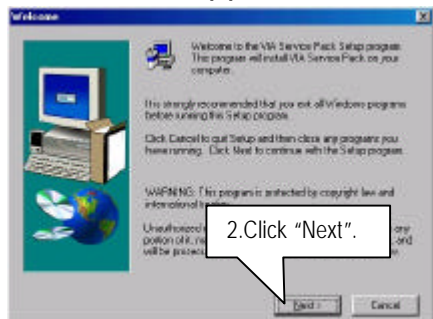 Welcome
Welcome to the VIA Service Pack Setup program.
This program will install VIA Service Pack on your
computer.
It is strongly recommended that you exit all Windows programs
before running this Setup program.
Click Cancel to quit Setup and then close any programs you
have running. Click Next to continue with the Setup program.
WARNING: This program is protected by copyright law and
international
Unauthorized any
portion of it, and
will be
2.Click “Next”.
Next >
Cancel